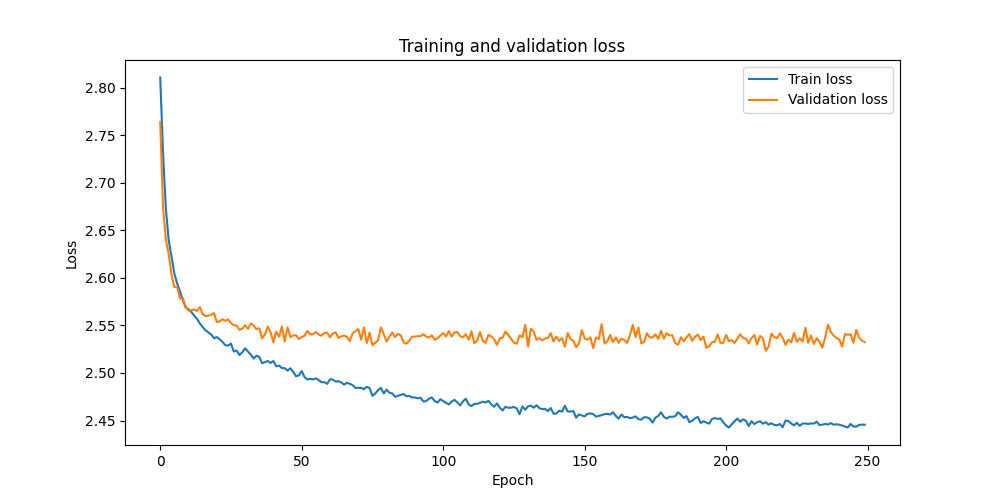 Training and validation loss
Train loss
Validation loss
2.80
2.75
2.70
2.65
2.60
2.55
2.50
2.45
Loss
0 50 100 150 200 250
Epoch